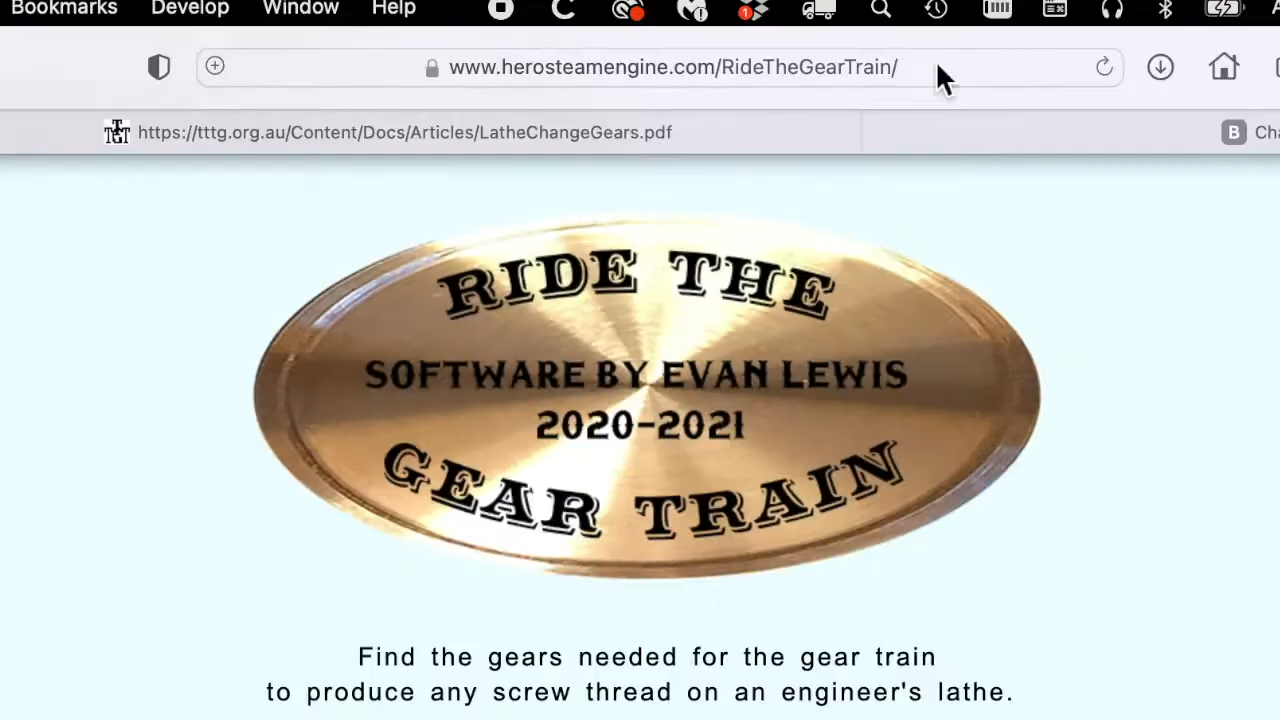 Bookmarks Develop Window Help
1
www.herosteamengine.com/RideTheGearTrain/
https://tttg.org.au/Content/Docs/Articles/LatheChangeGears.pdf
B
RIDE THE
SOFTWARE BY EVAN LEWIS
2020-2021
GEAR TRAIN
Find the gears needed for the gear train
to produce any screw thread on an engineer's lathe.